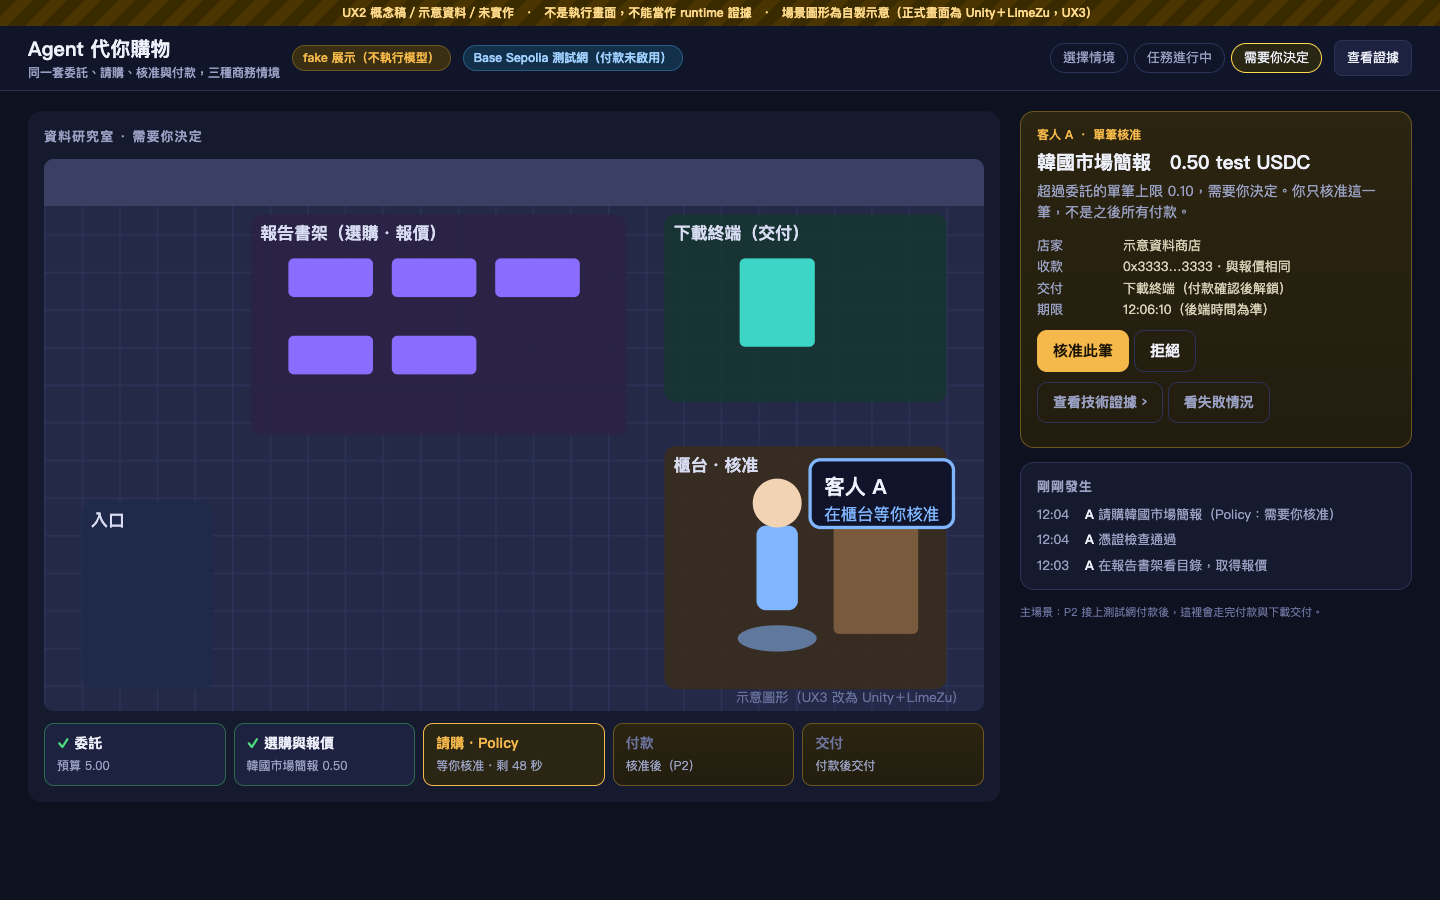 UX2 概念稿 / 示意資料 / 未實作 · 不是執行畫面，不能當作 runtime 證據 · 場景圖形為自製示意（正式畫面為 Unity＋LimeZu，UX3）
Agent 代你購物
同一套委託、請購、核准與付款，三種商務情境
fake 展示（不執行模型）
Base Sepolia 測試網（付款未啟用）
選擇情境
任務進行中
需要你決定
查看證據
資料研究室 · 需要你決定
報告書架（選購 · 報價）
下載終端（交付）
入口
櫃台 · 核准
客人 A
在櫃台等你核准
示意圖形（UX3 改為 Unity＋LimeZu）
✓ 委託
預算 5.00
✓ 選購與報價
韓國市場簡報 0.50
請購 · Policy
等你核准 · 剩 48 秒
付款
核准後（P2）
交付
付款後交付
客人 A · 單筆核准
韓國市場簡報 0.50 test USDC
超過委託的單筆上限 0.10，需要你決定。你只核准這一
筆，不是之後所有付款。
店家 示意資料商店
收款 0x3333…3333 · 與報價相同
交付 下載終端（付款確認後解鎖）
期限 12:06:10（後端時間為準）
核准此筆
拒絕
查看技術證據 ›
看失敗情況
剛剛發生
12:04 A 請購韓國市場簡報（Policy：需要你核准）
12:04 A 憑證檢查通過
12:03 A 在報告書架看目錄，取得報價
主場景：P2 接上測試網付款後，這裡會走完付款與下載交付。